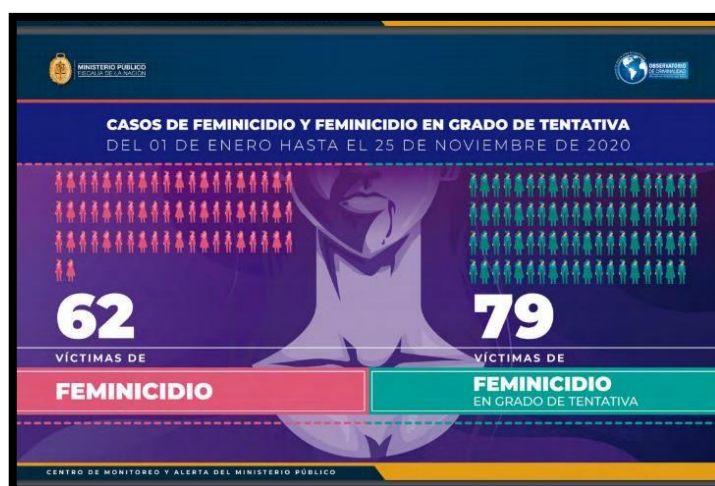 MINISTERIO PÚBLICO
FISCALÍA DE LA NACIÓN
OBSERVATORIO
DE CRIMINALIDAD
CASOS DE FEMINICIDIO Y FEMINICIDIO EN GRADO DE TENTATIVA
DEL 01 DE ENERO HASTA EL 25 DE NOVIEMBRE DE 2020
62
VÍCTIMAS DE
FEMINICIDIO
79
VÍCTIMAS DE
FEMINICIDIO
EN GRADO DE TENTATIVA
CENTRO DE MONITOREO Y ALERTA DEL MINISTERIO PÚBLICO